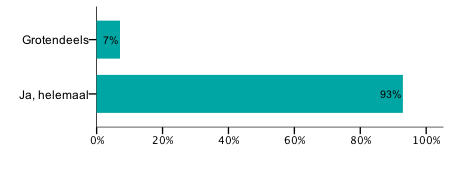 Grotendeels 7%
Ja, helemaal 93%
0% 20% 40% 60% 80% 100%